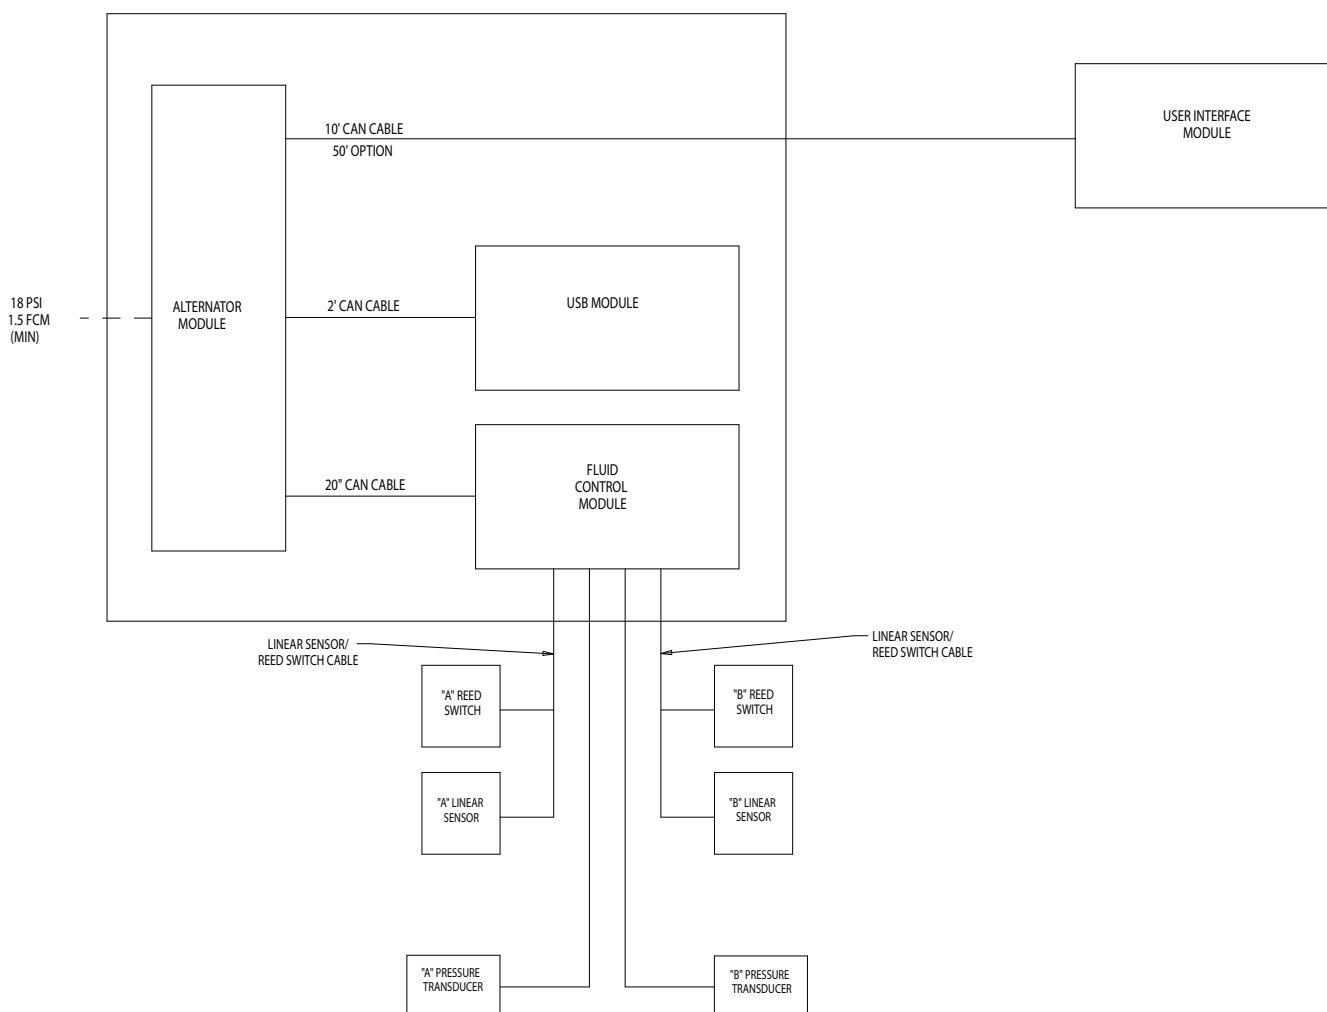 10' CAN CABLE
50' OPTION
USER INTERFACE
MODULE
18 PSI
1.5 FCM
(MIN)
ALTERNATOR
MODULE
2' CAN CABLE
USB MODULE
20" CAN CABLE
FLUID
CONTROL
MODULE
LINEAR SENSOR/
REED SWITCH CABLE
LINEAR SENSOR/
REED SWITCH CABLE
"A" REED
SWITCH
"B" REED
SWITCH
"A" LINEAR
SENSOR
"B" LINEAR
SENSOR
"A" PRESSURE
TRANSDUCER
"B" PRESSURE
TRANSDUCER